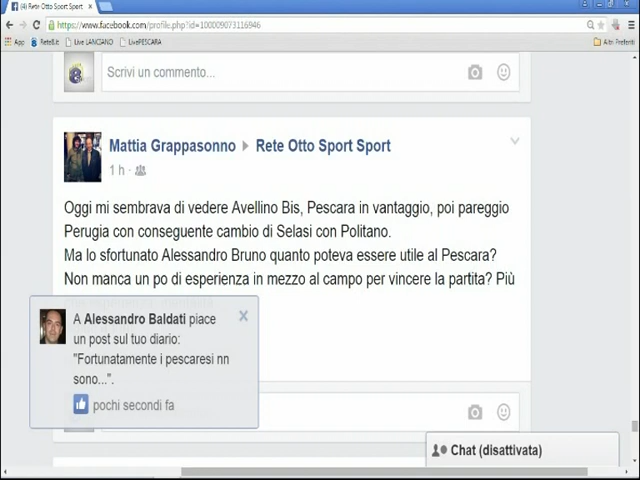 (4) Rete Otto Sport Sport
https://www.facebook.com/profile.php?id=100009073116946
App
Rete8.it
Live LANCIANO
LivePESCARA
Altri Preferiti
Scrivi un commento...
Mattia Grappasonno ▸ Rete Otto Sport Sport
1 h ·
Oggi mi sembrava di vedere Avellino Bis, Pescara in vantaggio, poi pareggio
Perugia con conseguente cambio di Selasi con Politano.
Ma lo sfortunato Alessandro Bruno quanto poteva essere utile al Pescara?
Non manca un po di esperienza in mezzo al campo per vincere la partita? Più
A Alessandro Baldati piace
un post sul tuo diario:
"Fortunatamente i pescaresi nn
sono...".
pochi secondi fa
Chat (disattivata)